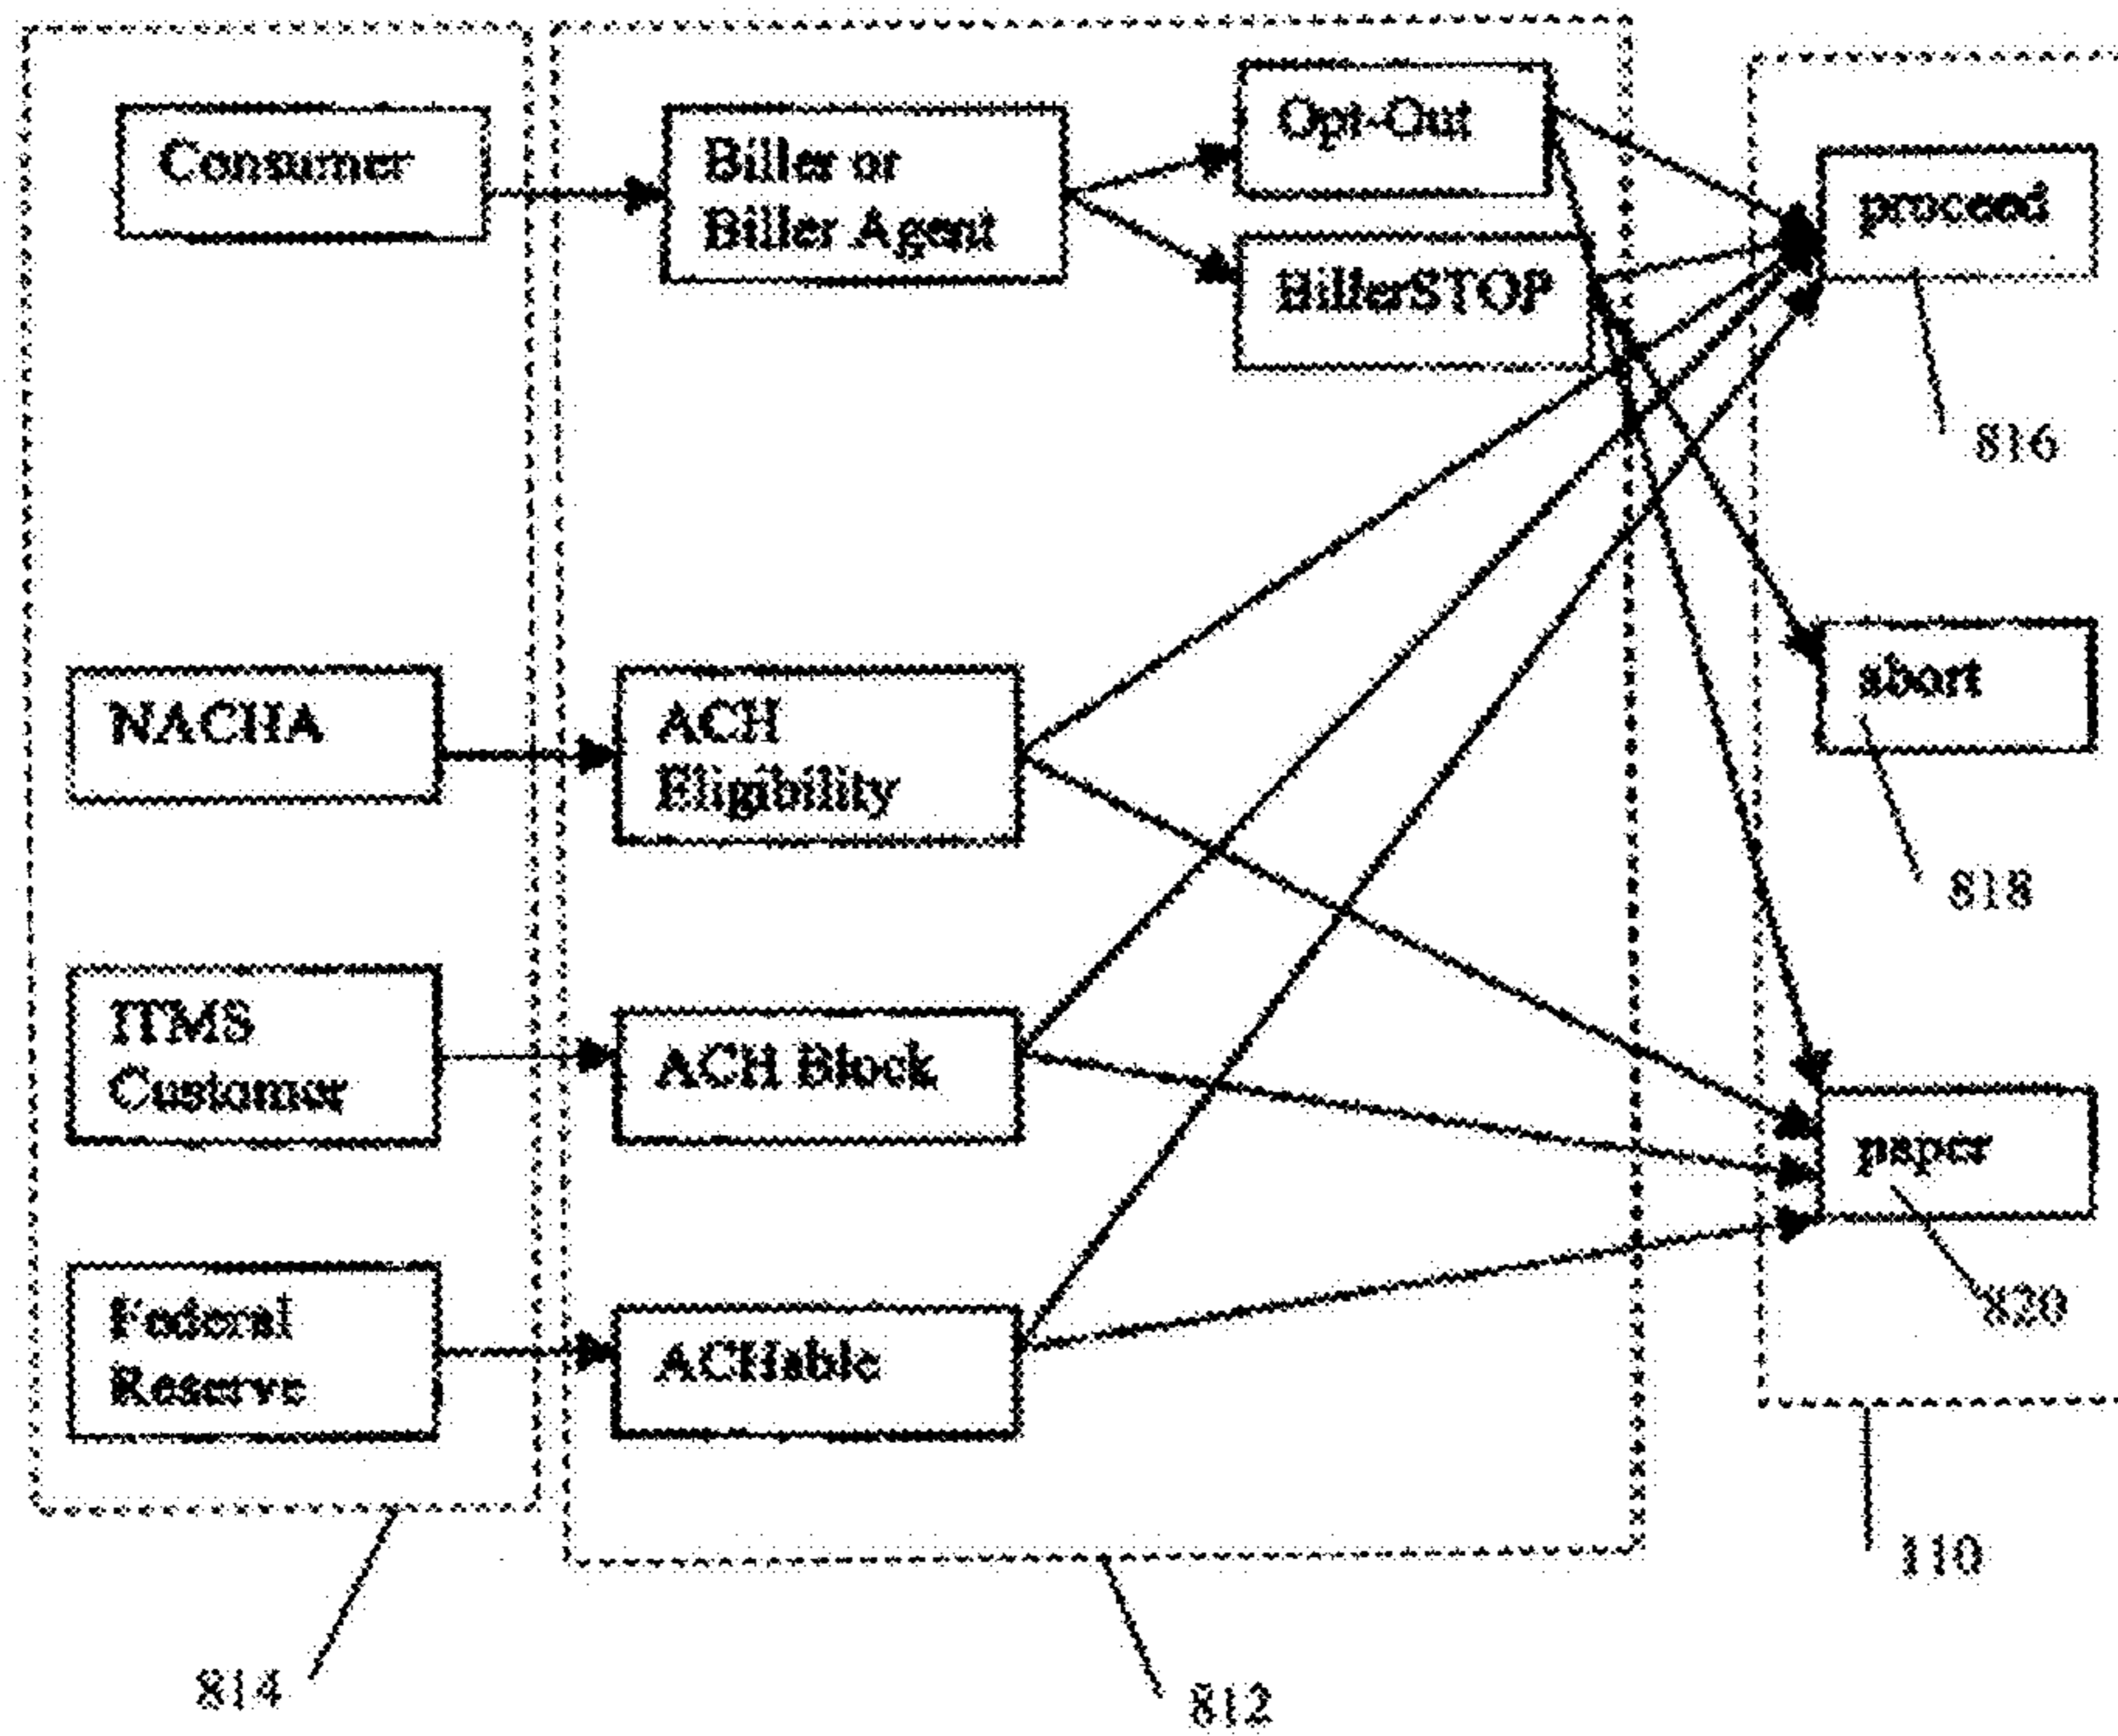 Consumer
Biller or
Biller Agent
Opt-Out
BillerSTOP
proceed
816
NACHA
ACH
Eligibility
abort
818
ITMS
Customer
ACH Block
paper
820
Federal
Reserve
ACHable
110
814
812